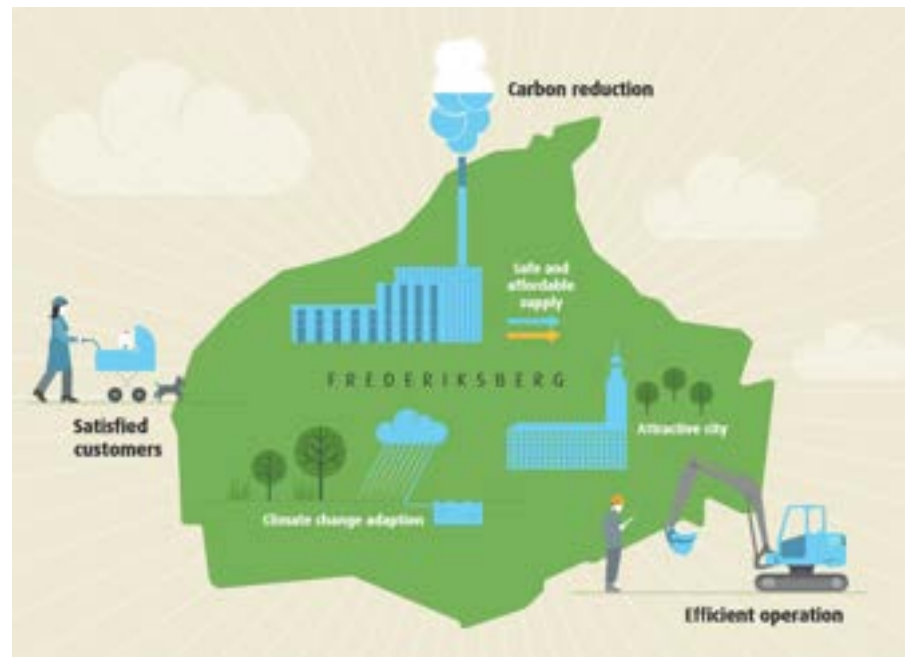 Carbon reduction
Safe and
affordable
supply
FREDERIKSBERG
Satisfied
customers
Attractive city
Climate change adaption
Efficient operation